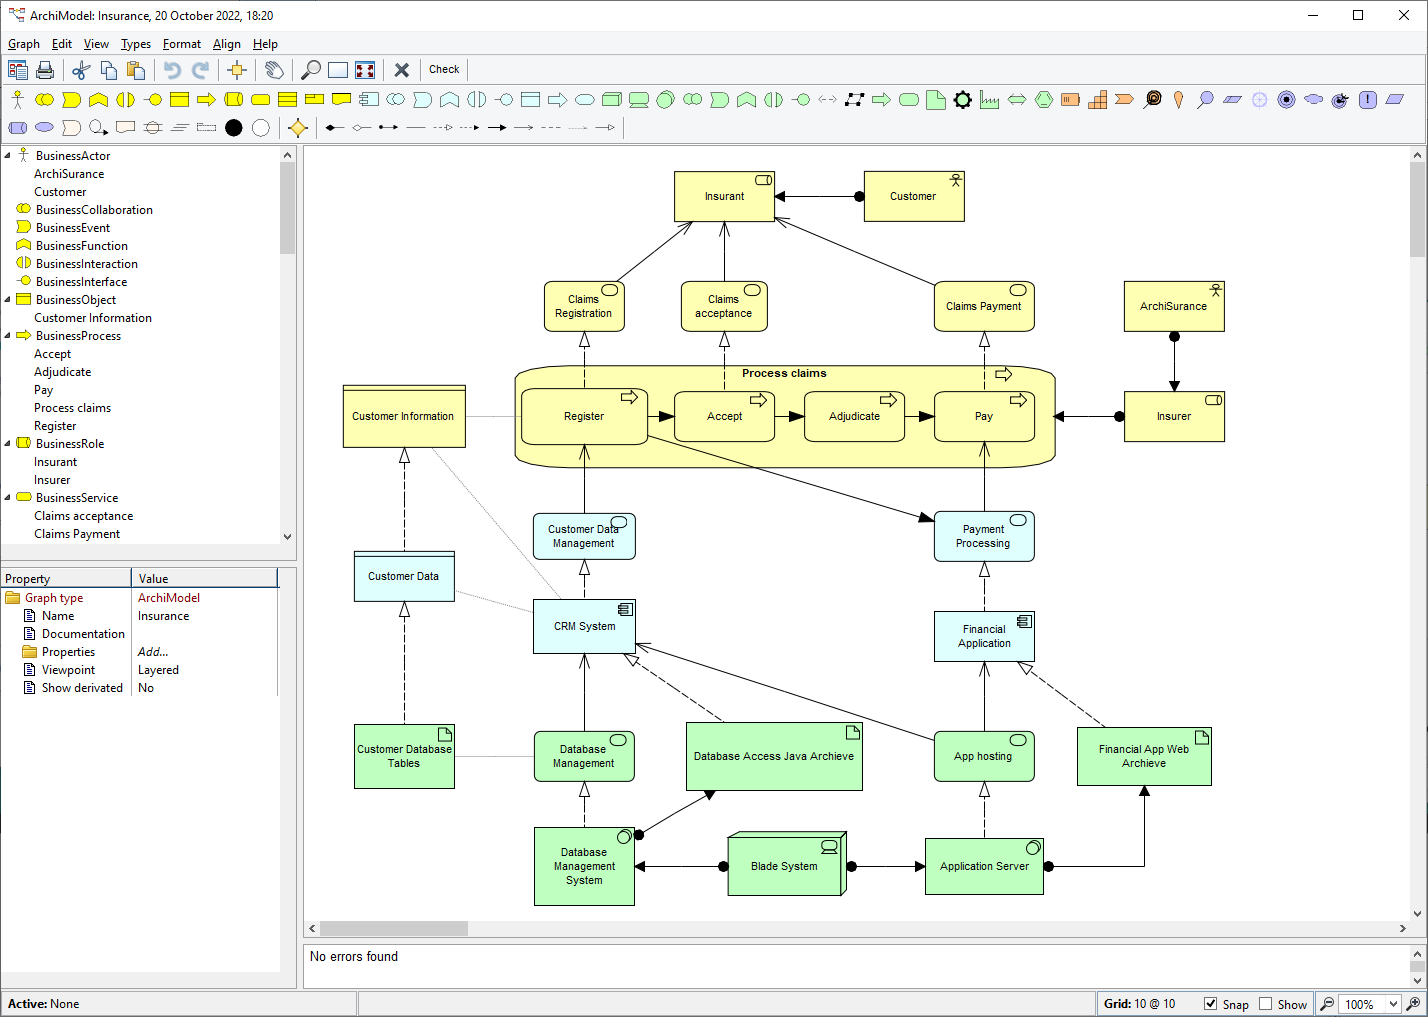 ArchiModel: Insurance, 20 October 2022, 18:20
Graph Edit View Types Format Align Help
Check
BusinessActor
ArchiSurance
Customer
BusinessCollaboration
BusinessEvent
BusinessFunction
BusinessInteraction
BusinessInterface
BusinessObject
Customer Information
BusinessProcess
Accept
Adjudicate
Pay
Process claims
Register
BusinessRole
Insurant
Insurer
BusinessService
Claims acceptance
Claims Payment
Property Value
Graph type ArchiModel
Name Insurance
Documentation
Properties Add...
Viewpoint Layered
Show derivated No
Insurant
Customer
Claims
Registration
Claims
acceptance
Claims Payment
ArchiSurance
Process claims
Customer Information
Register
Accept
Adjudicate
Pay
Insurer
Customer Data
Management
Payment
Processing
Customer Data
CRM System
Financial
Application
Customer Database
Tables
Database
Management
Database Access Java Archieve
App hosting
Financial App Web
Archieve
Database
Management
System
Blade System
Application Server
No errors found
Active: None
Grid: 10 @ 10
Snap
Show
100%